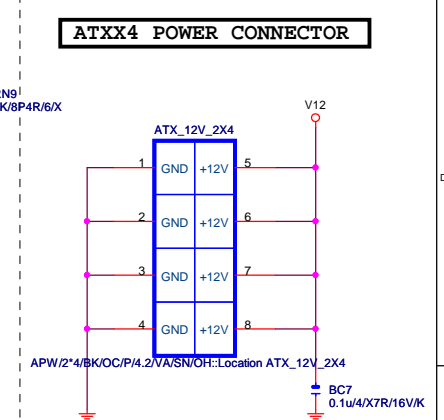 ATXX4 POWER CONNECTOR
N9
K/8P4R/6/X
V12
ATX_12V_2X4
1 GND +12V 5
2 GND +12V 6
3 GND +12V 7
4 GND +12V 8
APW/2*4/BK/OC/P/4.2/VA/SN/OH::Location ATX_12V_2X4
BC7
0.1u/4/X7R/16V/K